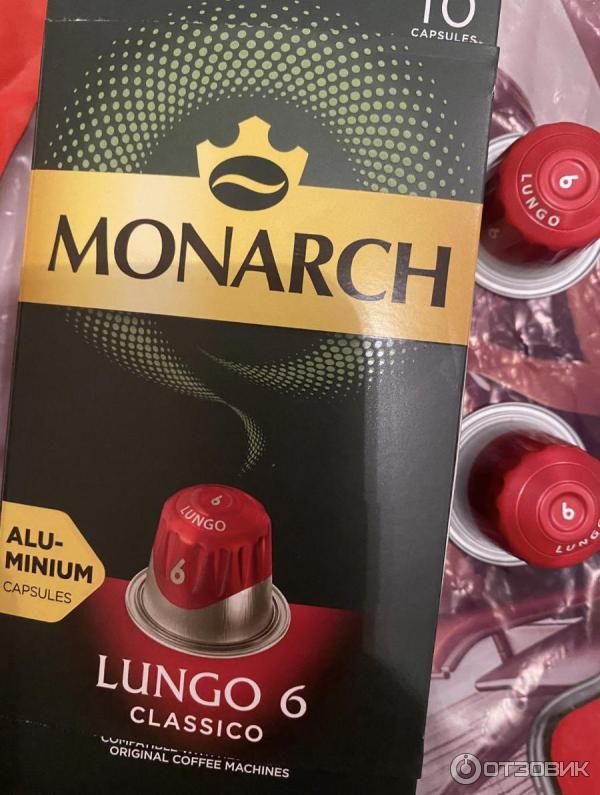 10
CAPSULES
MONARCH
6
LUNGO
6
LUNGO
6
LUNGO
6
ALU-
MINIUM
CAPSULES
LUNGO 6
CLASSICO
ORIGINAL COFFEE MACHINES
ОТЗОВИК